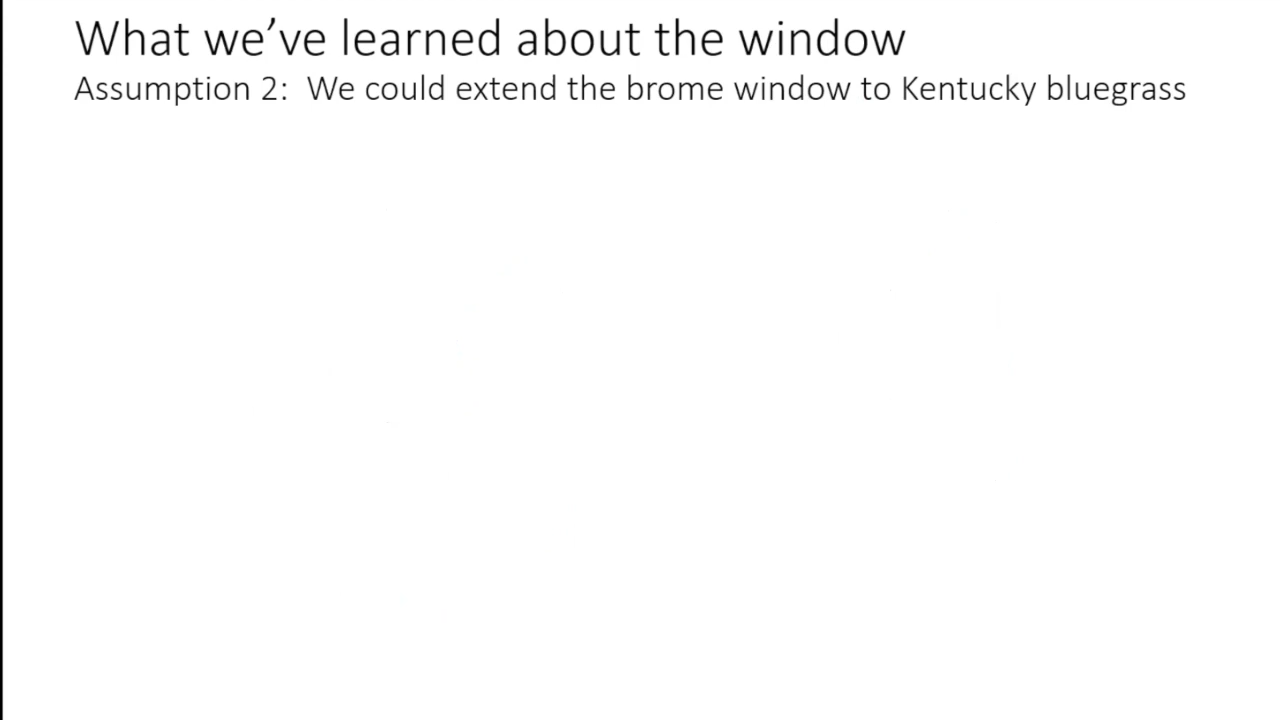 What we’ve learned about the window
Assumption 2:  We could extend the brome window to Kentucky bluegrass